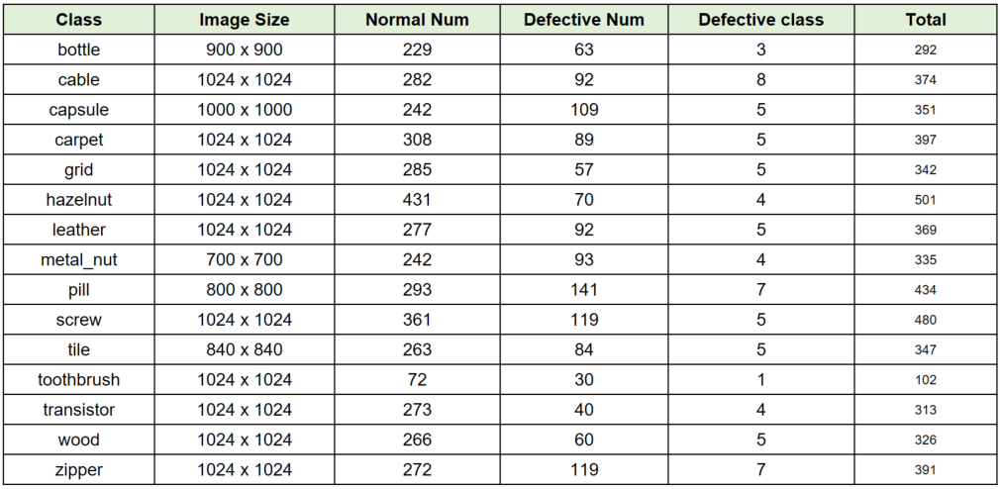 Class Image Size Normal Num Defective Num Defective class Total
bottle 900 x 900 229 63 3 292
cable 1024 x 1024 282 92 8 374
capsule 1000 x 1000 242 109 5 351
carpet 1024 x 1024 308 89 5 397
grid 1024 x 1024 285 57 5 342
hazelnut 1024 x 1024 431 70 4 501
leather 1024 x 1024 277 92 5 369
metal_nut 700 x 700 242 93 4 335
pill 800 x 800 293 141 7 434
screw 1024 x 1024 361 119 5 480
tile 840 x 840 263 84 5 347
toothbrush 1024 x 1024 72 30 1 102
transistor 1024 x 1024 273 40 4 313
wood 1024 x 1024 266 60 5 326
zipper 1024 x 1024 272 119 7 391